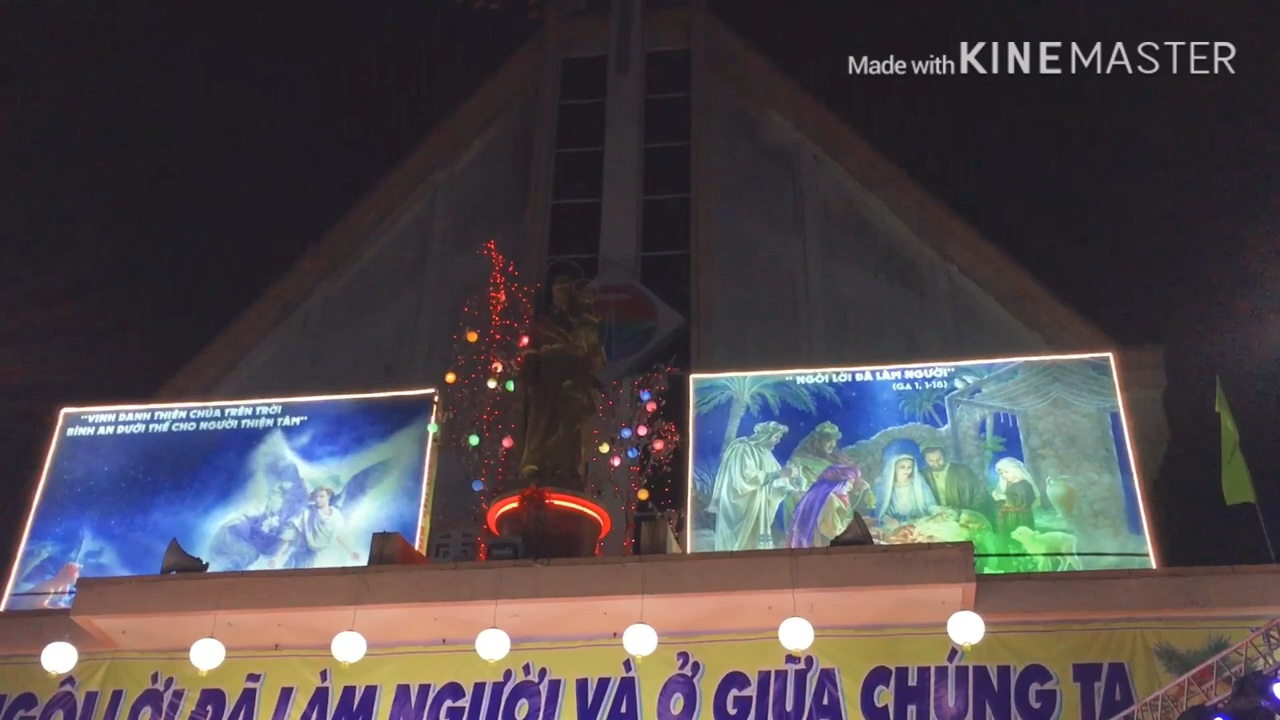 Made with KINEMASTER
"VINH DANH THIÊN CHÚA TRÊN TRỜI
BÌNH AN DƯỚI THẾ CHO NGƯỜI THIỆN TÂM"
"NGÔI LỜI ĐÃ LÀM NGƯỜI"
(GA 1, 1-18)
NGÔI LỜI ĐÃ LÀM NGƯỜI VÀ Ở GIỮA CHÚNG TA